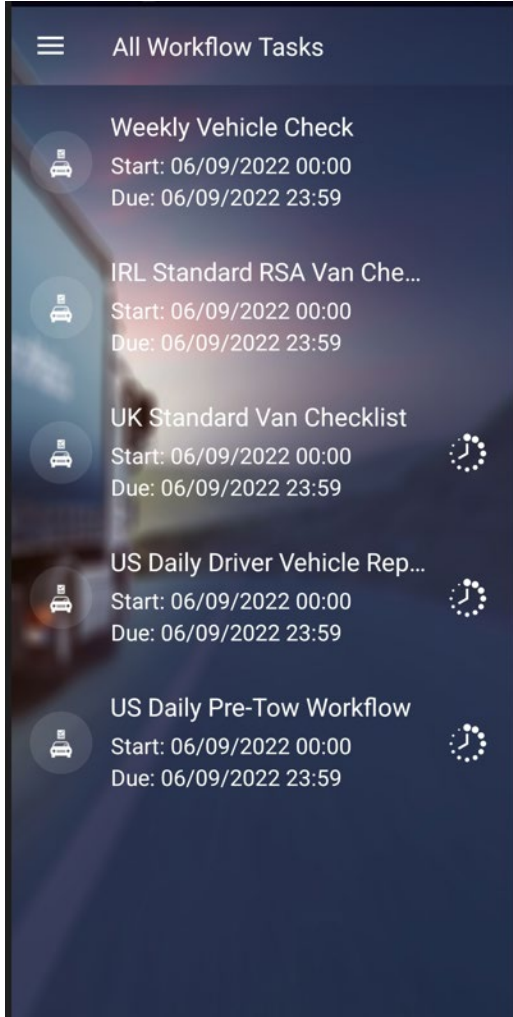 All Workflow Tasks
Weekly Vehicle Check
Start: 06/09/2022 00:00
Due: 06/09/2022 23:59
IRL Standard RSA Van Che...
Start: 06/09/2022 00:00
Due: 06/09/2022 23:59
UK Standard Van Checklist
Start: 06/09/2022 00:00
Due: 06/09/2022 23:59
US Daily Driver Vehicle Rep...
Start: 06/09/2022 00:00
Due: 06/09/2022 23:59
US Daily Pre-Tow Workflow
Start: 06/09/2022 00:00
Due: 06/09/2022 23:59